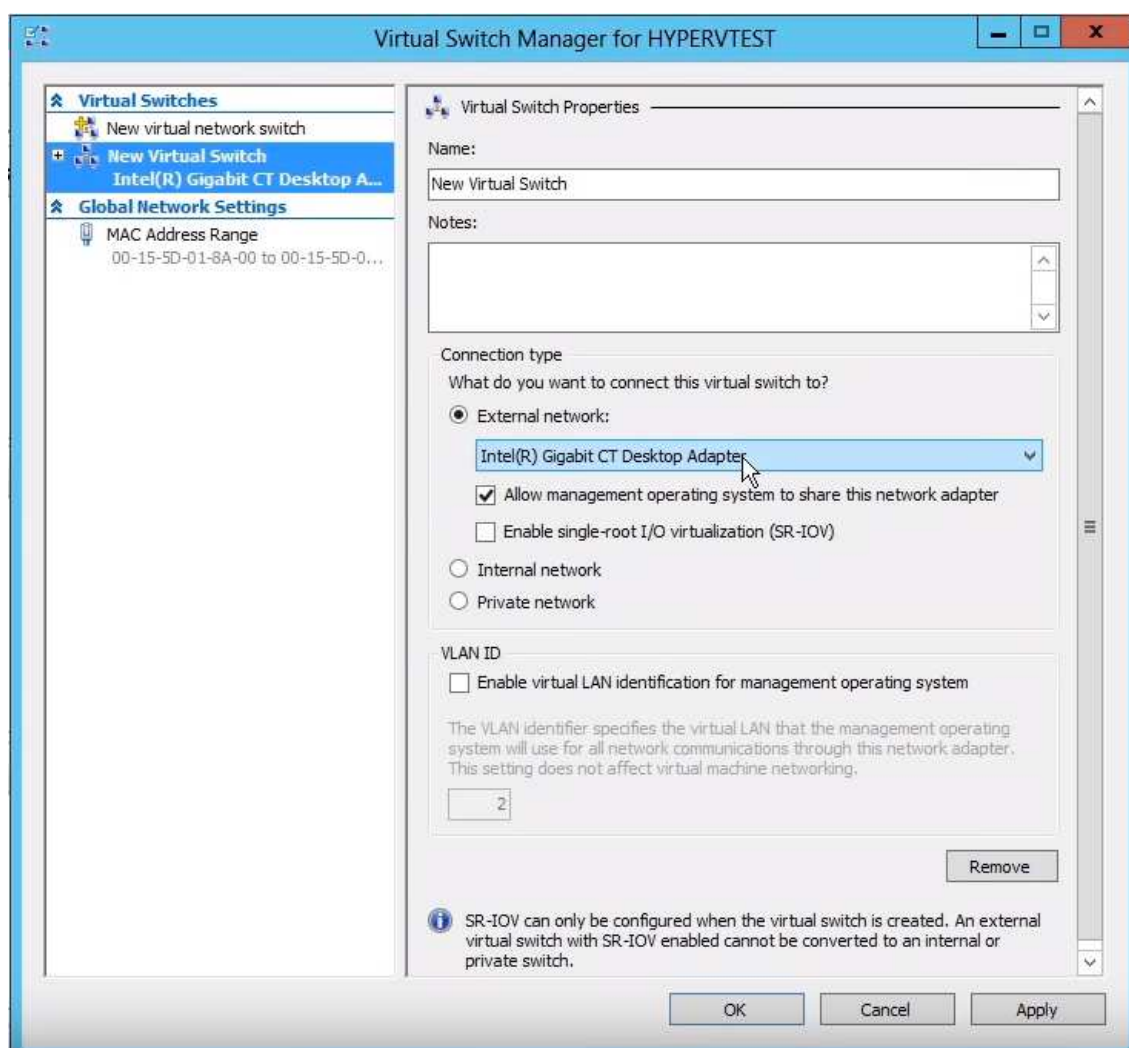 Virtual Switch Manager for HYPERVTEST
Virtual Switches
New virtual network switch
New Virtual Switch
Intel(R) Gigabit CT Desktop A...
Global Network Settings
MAC Address Range
00-15-5D-01-8A-00 to 00-15-5D-0...
Virtual Switch Properties
Name:
New Virtual Switch
Notes:
Connection type
What do you want to connect this virtual switch to?
External network:
Intel(R) Gigabit CT Desktop Adapter
Allow management operating system to share this network adapter
Enable single-root I/O virtualization (SR-IOV)
Internal network
Private network
VLAN ID
Enable virtual LAN identification for management operating system
The VLAN identifier specifies the virtual LAN that the management operating
system will use for all network communications through this network adapter.
This setting does not affect virtual machine networking.
2
Remove
SR-IOV can only be configured when the virtual switch is created. An external
virtual switch with SR-IOV enabled cannot be converted to an internal or
private switch.
OK
Cancel
Apply